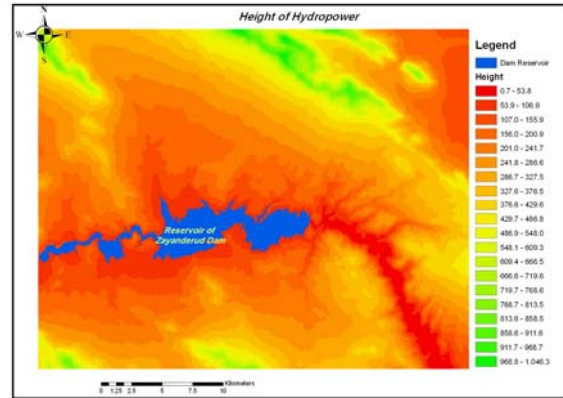 Height of Hydropower
N
W E
S
Reservoir of
Zayanderud Dam
Legend
Dam Reservoir
Height
0.7 - 53.8
53.9 - 106.9
107.0 - 155.9
156.0 - 200.9
201.0 - 241.7
241.8 - 286.6
286.7 - 327.5
327.6 - 376.5
376.6 - 429.6
429.7 - 486.8
486.9 - 548.0
548.1 - 609.3
609.4 - 666.5
666.6 - 719.6
719.7 - 768.6
768.7 - 813.5
813.6 - 858.5
858.6 - 911.6
911.7 - 968.7
968.8 - 1,046.3
Kilometers
0 1.25 2.5 5 7.5 10